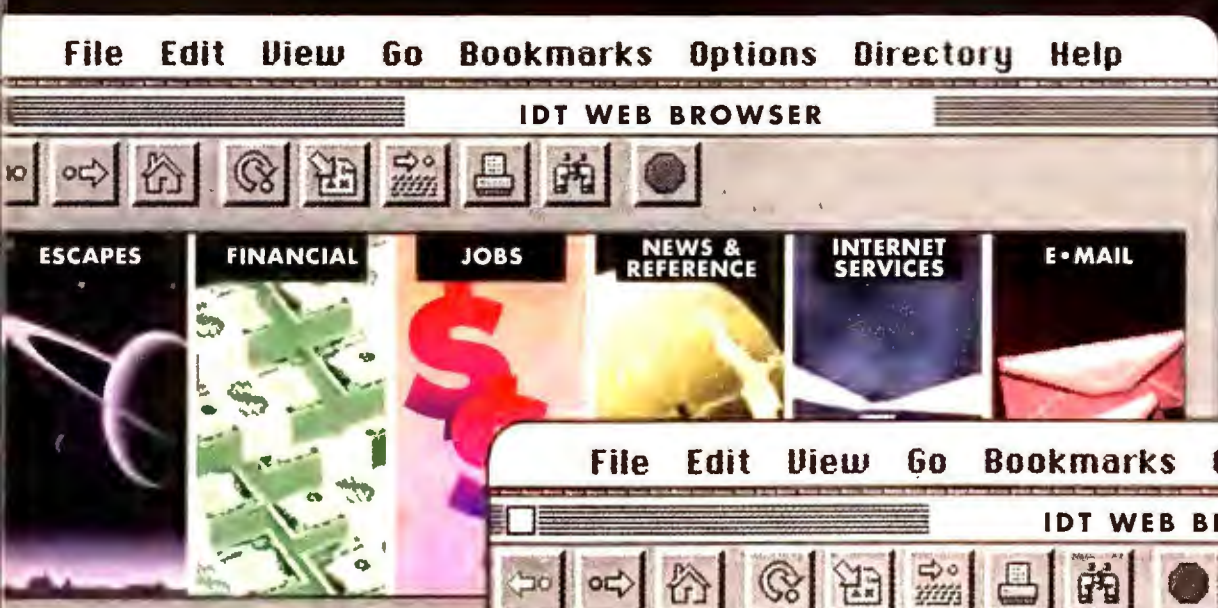 File Edit View Go Bookmarks Options Directory Help
IDT WEB BROWSER
ESCAPES FINANCIAL JOBS NEWS & REFERENCE INTERNET SERVICES E•MAIL
File Edit View Go Bookmarks
IDT WEB